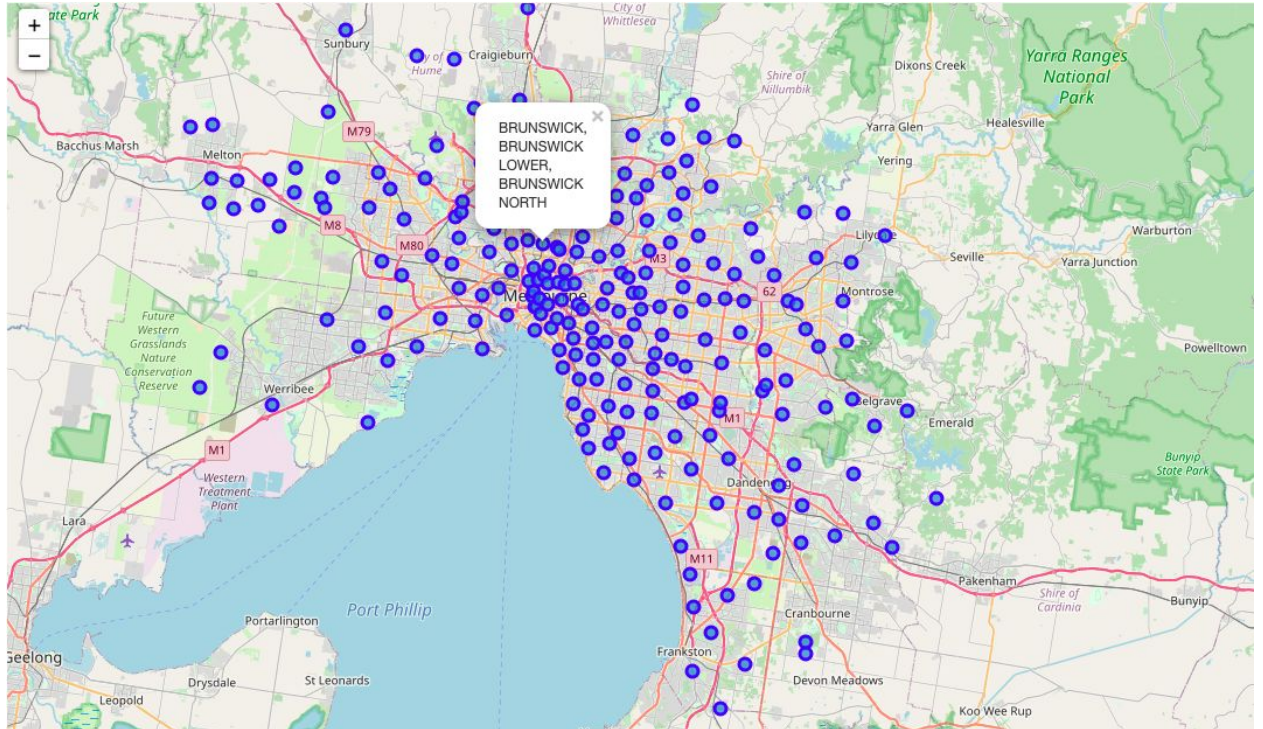 +
−
ate Park
City of
Whittlesea
Sunbury
City of
Hume
Craigieburn
Shire of
Nillumbik
Dixons Creek
Yarra Ranges
National
Park
M79
Bacchus Marsh
Melton
×
BRUNSWICK,
BRUNSWICK
LOWER,
BRUNSWICK
NORTH
Yarra Glen
Healesville
Yering
M8
M80
M3
Lilydale
Warburton
Seville
Yarra Junction
62
Montrose
Melbourne
Future
Western
Grasslands
Nature
Conservation
Reserve
Werribee
Powelltown
M1
Belgrave
Emerald
M1
Western
Treatment
Plant
Bunyip
State Park
Dandenong
Lara
M11
Pakenham
Shire of
Cardinia
Bunyip
Port Phillip
Portarlington
Cranbourne
Geelong
Frankston
Drysdale
St Leonards
Devon Meadows
Leopold
Koo Wee Rup